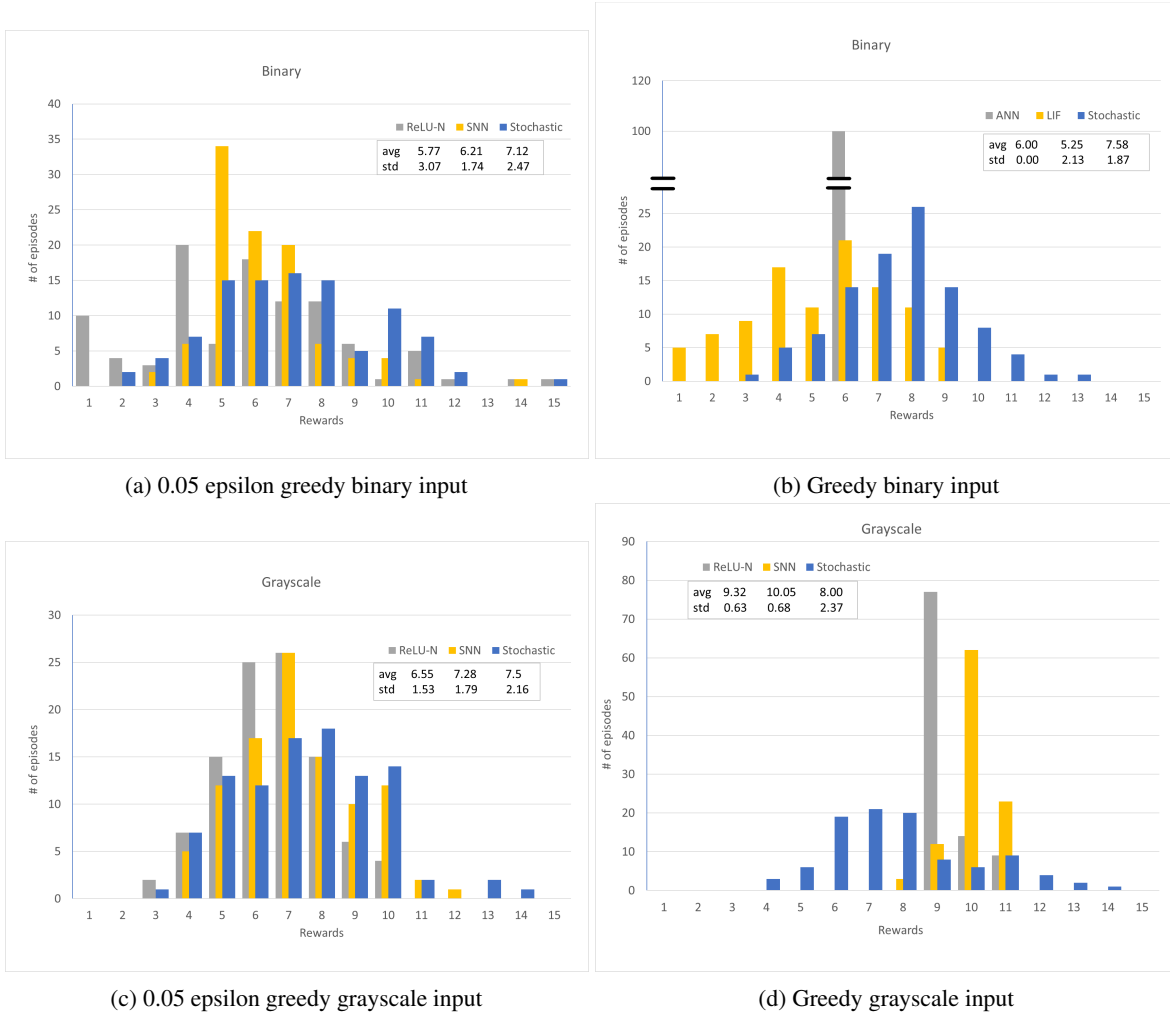 Binary
40
35
30
25
20
15
10
5
0
# of episodes
ReLU-N SNN Stochastic
avg 5.77 6.21 7.12
std 3.07 1.74 2.47
1 2 3 4 5 6 7 8 9 10 11 12 13 14 15
Rewards
(a) 0.05 epsilon greedy binary input
Binary
120
100
25
20
15
10
5
0
# of episodes
ANN LIF Stochastic
avg 6.00 5.25 7.58
std 0.00 2.13 1.87
1 2 3 4 5 6 7 8 9 10 11 12 13 14 15
Rewards
(b) Greedy binary input
Grayscale
30
25
20
15
10
5
0
# of episodes
ReLU-N SNN Stochastic
avg 6.55 7.28 7.5
std 1.53 1.79 2.16
1 2 3 4 5 6 7 8 9 10 11 12 13 14 15
Rewards
(c) 0.05 epsilon greedy grayscale input
Grayscale
90
80
70
60
50
40
30
20
10
0
# of episodes
ReLU-N SNN Stochastic
avg 9.32 10.05 8.00
std 0.63 0.68 2.37
1 2 3 4 5 6 7 8 9 10 11 12 13 14 15
Rewards
(d) Greedy grayscale input